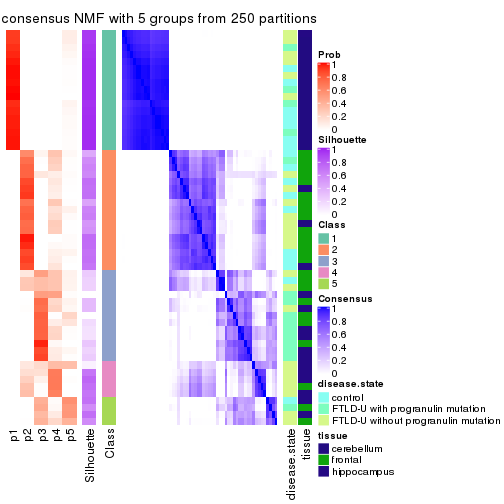 consensus NMF with 5 groups from 250 partitions
Prob
1
0.8
0.6
0.4
0.2
0
Silhouette
1
0.8
0.6
0.4
0.2
0
Class
1
2
3
4
5
Consensus
1
0.8
0.6
0.4
0.2
0
disease.state
control
FTLD-U with progranulin mutation
FTLD-U without progranulin mutation
tissue
cerebellum
frontal
hippocampus
p1
p2
p3
p4
p5
Silhouette
Class
disease.state
tissue